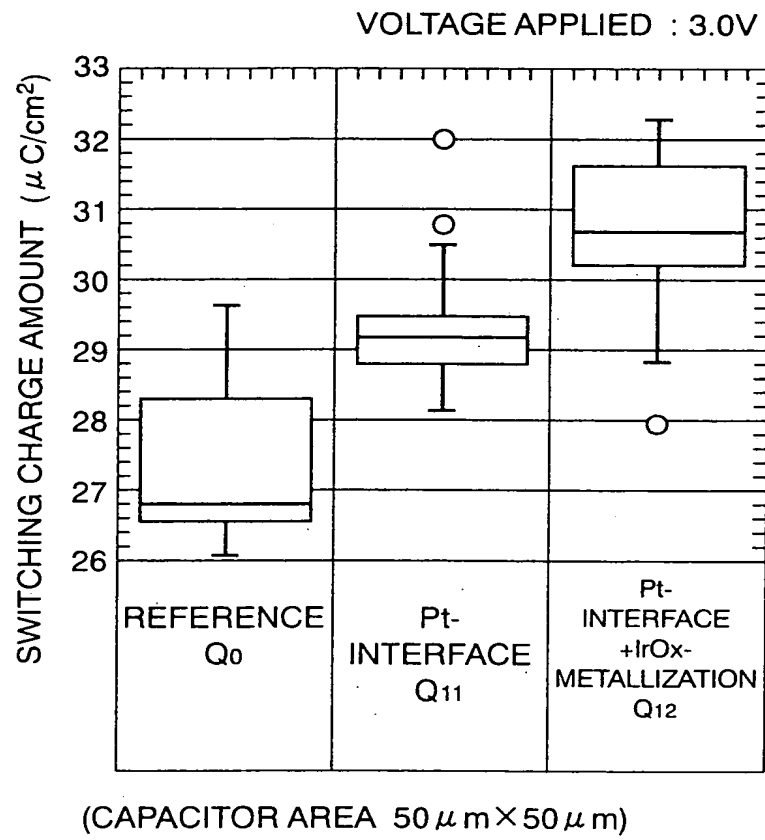 VOLTAGE APPLIED : 3.0V
SWITCHING CHARGE AMOUNT (μC/cm²)
33
32
31
30
29
28
27
26
REFERENCE
Q0
Pt-
INTERFACE
Q11
Pt-
INTERFACE
+IrOx-
METALLIZATION
Q12
(CAPACITOR AREA 50μm×50μm)